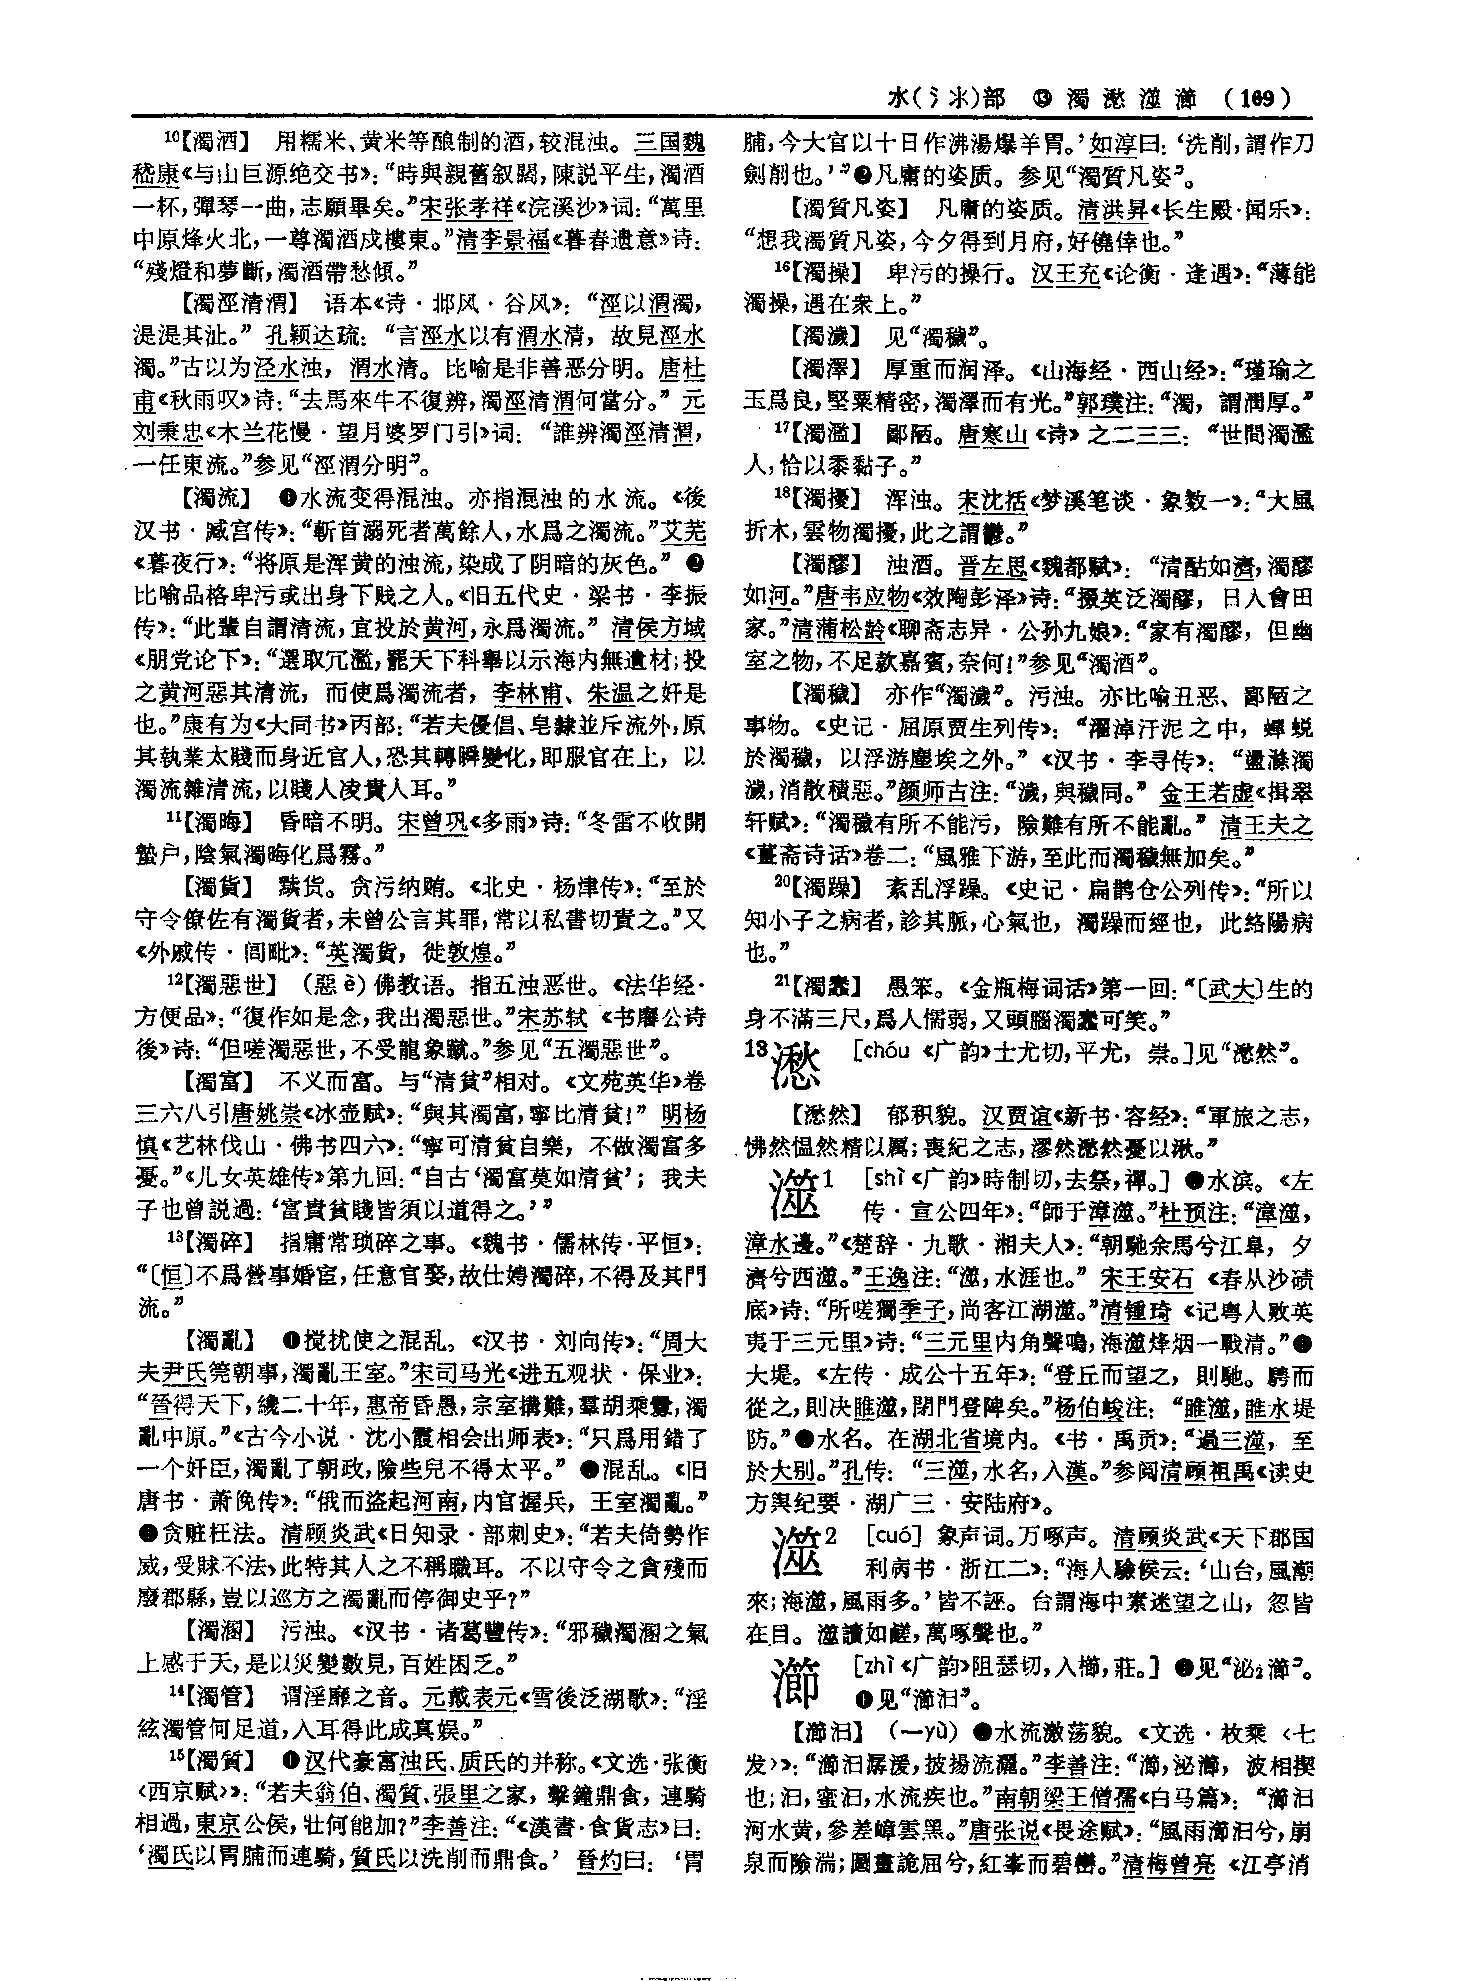 水(氵氺)部 ⑬ 濁 濍 澨 瀄 (169)
10【濁酒】 用糯米、黄米等酿制的酒,较混浊。三国魏
嵇康《与山巨源绝交书》:“時與親舊叙闊,陳説平生,濁酒
一杯,彈琴一曲,志願畢矣。”宋张孝祥《浣溪沙》词:“萬里
中原烽火北,一尊濁酒戍樓東。”清李景福《暮春遗意》诗:
“殘燈和夢斷,濁酒帶愁傾。”
【濁涇清渭】 语本《诗·邶风·谷风》:“涇以渭濁,
湜湜其沚。”孔颖达疏:“言涇水以有渭水清,故見涇水
濁。”古以为泾水浊,渭水清。比喻是非善恶分明。唐杜
甫《秋雨叹》诗:“去馬來牛不復辨,濁涇清渭何當分。”元
刘秉忠《木兰花慢·望月婆罗门引》词:“誰辨濁涇清渭,
一任東流。”参见“涇渭分明”。
【濁流】 ❶水流变得混浊。亦指混浊的水流。《後
汉书·臧宫传》:“斬首溺死者萬餘人,水爲之濁流。”艾芜
《暮夜行》:“将原是浑黄的浊流,染成了阴暗的灰色。”❷
比喻品格卑污或出身下贱之人。《旧五代史·梁书·李振
传》:“此輩自謂清流,宜投於黄河,永爲濁流。”清侯方域
《朋党论下》:“選取冗濫,罷天下科舉以示海内無遺材;投
之黄河惡其清流,而使爲濁流者,李林甫、朱温之奸是
也。”康有为《大同书》丙部:“若夫優倡、皂隸並斥流外,原
其執業太賤而身近官人,恐其轉瞬變化,即服官在上,以
濁流雜清流,以賤人凌貴人耳。”
11【濁晦】 昏暗不明。宋曾巩《多雨》诗:“冬雷不收開
蟄户,陰氣濁晦化爲霧。”
【濁貨】 黩货。贪污纳贿。《北史·杨津传》:“至於
守令僚佐有濁貨者,未曾公言其罪,常以私書切責之。”又
《外戚传·闾毗》:“英濁貨,徙敦煌。”
12【濁惡世】 (惡è)佛教语。指五浊恶世。《法华经·
方便品》:“復作如是念,我出濁惡世。”宋苏轼《书麐公诗
後》诗:“但嗟濁惡世,不受龍象蹴。”参见“五濁惡世”。
【濁富】 不义而富。与“清貧”相对。《文苑英华》卷
三六八引唐姚崇《冰壶赋》:“與其濁富,寧比清貧!”明杨
慎《艺林伐山·佛书四六》:“寧可清貧自樂,不做濁富多
憂。”《儿女英雄传》第九回:“自古‘濁富莫如清貧’;我夫
子也曾説過:‘富貴貧賤皆須以道得之。’”
13【濁碎】 指庸常琐碎之事。《魏书·儒林传·平恒》:
“〔恒〕不爲營事婚宦,任意官娶,故仕娉濁碎,不得及其門
流。”
【濁亂】 ❶搅扰使之混乱。《汉书·刘向传》:“周大
夫尹氏筦朝事,濁亂王室。”宋司马光《进五观状·保业》:
“晉得天下,纔二十年,惠帝昏愚,宗室構難,羣胡乘釁,濁
亂中原。”《古今小说·沈小霞相会出师表》:“只爲用錯了
一个奸臣,濁亂了朝政,險些兒不得太平。”❷混乱。《旧
唐书·萧俛传》:“俄而盜起河南,内官握兵,王室濁亂。”
❸贪赃枉法。清顾炎武《日知录·部刺史》:“若夫倚勢作
威,受賕不法,此特其人之不稱職耳。不以守令之貪殘而
廢郡縣,豈以巡方之濁亂而停御史乎?”
【濁溷】 污浊。《汉书·诸葛豐传》:“邪穢濁溷之氣
上感于天,是以災變數見,百姓困乏。”
14【濁管】 谓淫靡之音。元戴表元《雪後泛湖歌》:“淫
絃濁管何足道,入耳得此成真娱。”
15【濁質】 ❶汉代豪富浊氏、质氏的并称。《文选·张衡
〈西京赋〉》:“若夫翁伯、濁質、張里之家,擊鐘鼎食,連騎
相過,東京公侯,壯何能加?”李善注:“《漢書·食貨志》曰:
‘濁氏以胃脯而連騎,質氏以洗削而鼎食。’晉灼曰:‘胃
脯,今大官以十日作沸湯爆羊胃。’如淳曰:‘洗削,謂作刀
劍削也。’”❷凡庸的姿质。参见“濁質凡姿”。
【濁質凡姿】 凡庸的姿质。清洪昇《长生殿·闻乐》:
“想我濁質凡姿,今夕得到月府,好僥倖也。”
16【濁操】 卑污的操行。汉王充《论衡·逢遇》:“薄能
濁操,遇在衆上。”
【濁濊】 见“濁穢”。
【濁澤】 厚重而润泽。《山海经·西山经》:“瑾瑜之
玉爲良,堅粟精密,濁澤而有光。”郭璞注:“濁,謂潤厚。”
17【濁濫】 鄙陋。唐寒山《诗》之二三三:“世間濁濫
人,恰以黍黏子。”
18【濁擾】 浑浊。宋沈括《梦溪笔谈·象数一》:“大風
折木,雲物濁擾,此之謂鬱。”
【濁醪】 浊酒。晋左思《魏都赋》:“清酤如濟,濁醪
如河。”唐韦应物《效陶彭泽》诗:“掇英泛濁醪,日入會田
家。”清蒲松龄《聊斋志异·公孙九娘》:“家有濁醪,但幽
室之物,不足款嘉賓,奈何!”参见“濁酒”。
【濁穢】 亦作“濁濊”。污浊。亦比喻丑恶、鄙陋之
事物。《史记·屈原贾生列传》:“濯淖汙泥之中,蟬蜕
於濁穢,以浮游塵埃之外。”《汉书·李寻传》:“盪滌濁
濊,消散積惡。”颜师古注:“濊,與穢同。”金王若虚《揖翠
轩赋》:“濁穢有所不能污,險難有所不能亂。”清王夫之
《薑斋诗话》卷二:“風雅下游,至此而濁穢無加矣。”
20【濁躁】 紊乱浮躁。《史记·扁鹊仓公列传》:“所以
知小子之病者,診其脈,心氣也,濁躁而經也,此絡陽病
也。”
21【濁蠢】 愚笨。《金瓶梅词话》第一回:“〔武大〕生的
身不滿三尺,爲人懦弱,又頭腦濁蠢可笑。”
13濍 [chóu《广韵》士尤切,平尤,崇。]见“濍然”。
【濍然】 郁积貌。汉贾谊《新书·容经》:“軍旅之志,
怫然愠然精以厲;喪紀之志,漻然濍然憂以湫。”
澨1 [shì《广韵》時制切,去祭,禪。]❶水滨。《左
传·宣公四年》:“師于漳澨。”杜预注:“漳澨,
漳水邊。”《楚辞·九歌·湘夫人》:“朝馳余馬兮江皋,夕
濟兮西澨。”王逸注:“澨,水涯也。”宋王安石《春从沙碛
底》诗:“所嗟獨季子,尚客江湖澨。”清锺琦《记粤人败英
夷于三元里》诗:“三元里内角聲鳴,海澨烽烟一戰清。”❷
大堤。《左传·成公十五年》:“登丘而望之,則馳。騁而
從之,則决睢澨,閉門登陴矣。”杨伯峻注:“睢澨,睢水堤
防。”❸水名。在湖北省境内。《书·禹贡》:“過三澨,至
於大别。”孔传:“三澨,水名,入漢。”参阅清顾祖禹《读史
方舆纪要·湖广三·安陆府》。
澨2 [cuó]象声词。万啄声。清顾炎武《天下郡国
利病书·浙江二》:“海人驗候云:‘山台,風潮
來;海澨,風雨多。’皆不誣。台謂海中素迷望之山,忽皆
在目。澨讀如鹺,萬啄聲也。”
瀄 [zhì《广韵》阻瑟切,入櫛,莊。]❶见“泌2瀄”。
❷见“瀄汩”。
【瀄汩】 (—yù)❶水流激荡貌。《文选·枚乘〈七
发〉》:“瀄汩潺湲,披揚流灑。”李善注:“瀄,泌瀄,波相楔
也;汩,蜜汩,水流疾也。”南朝梁王僧孺《白马篇》:“瀄汩
河水黄,參差嶂雲黑。”唐张说《畏途赋》:“風雨瀄汩兮,崩
泉而險湍;圖畫詭屈兮,紅峯而碧巒。”清梅曾亮《江亭消